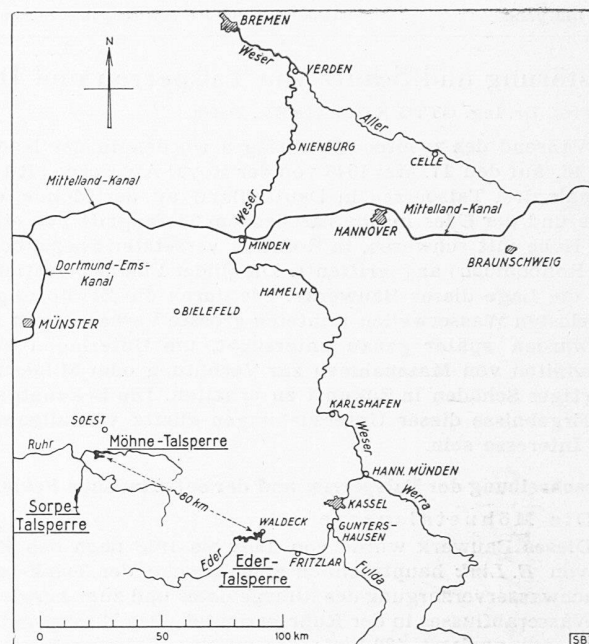 BREMEN
Weser
N
VERDEN
Aller
NIENBURG
CELLE
Mittelland-Kanal
Weser
Mittelland-Kanal
HANNOVER
MINDEN
BRAUNSCHWEIG
Dortmund-Ems-
Kanal
HAMELN
BIELEFELD
MÜNSTER
KARLSHAFEN
SOEST
Weser
Ruhr
Möhne-Talsperre
HANN. MÜNDEN
Sorpe-
Talsperre
~80 km
KASSEL
Werra
WALDECK
GUNTERS-
HAUSEN
Eder
Eder-
Talsperre
FRITZLAR
Fulda
0
50
100 km
SB